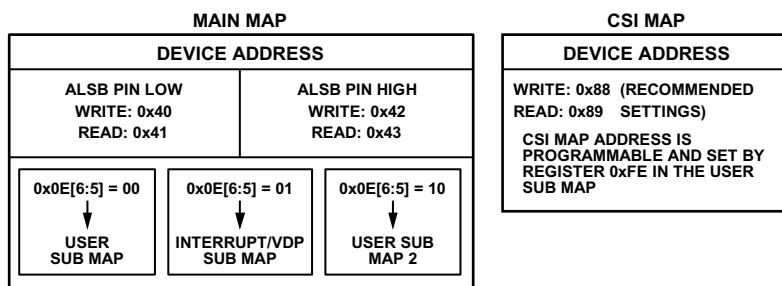 MAIN MAP
DEVICE ADDRESS
ALSB PIN LOW
WRITE: 0x40
READ: 0x41
ALSB PIN HIGH
WRITE: 0x42
READ: 0x43
0x0E[6:5] = 00
USER
SUB MAP
0x0E[6:5] = 01
INTERRUPT/VDP
SUB MAP
0x0E[6:5] = 10
USER SUB
MAP 2
CSI MAP
DEVICE ADDRESS
WRITE: 0x88 (RECOMMENDED
READ: 0x89 SETTINGS)
CSI MAP ADDRESS IS
PROGRAMMABLE AND SET BY
REGISTER 0xFE IN THE USER
SUB MAP